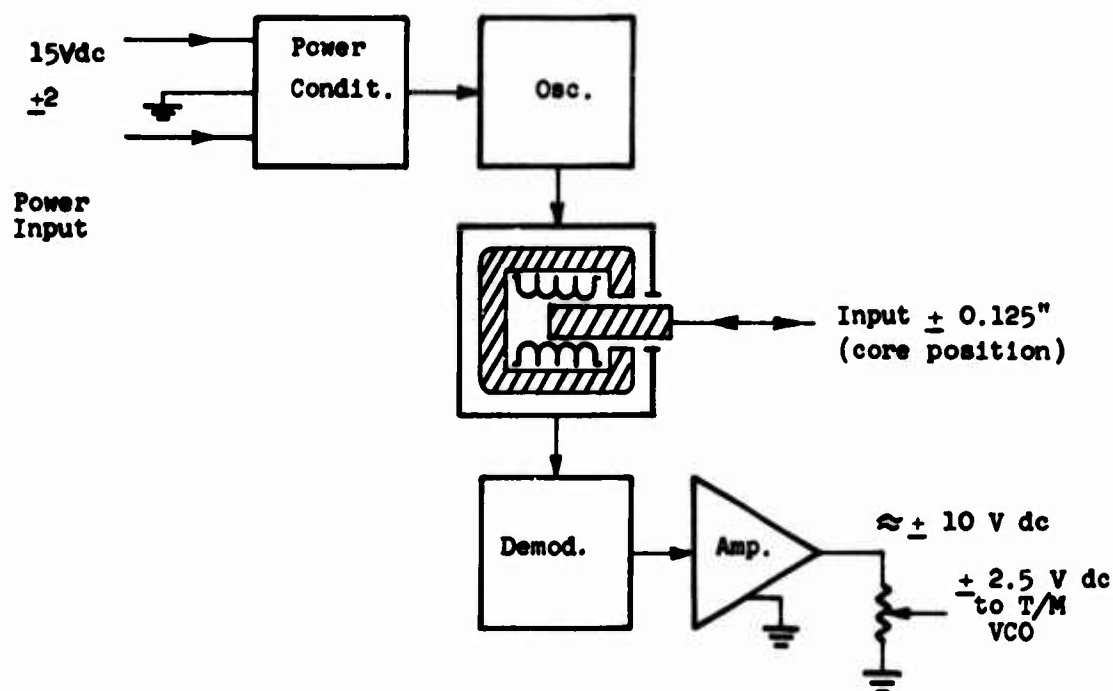 15Vdc
±2
Power
Input
Power
Condit.
Osc.
Input ± 0.125"
(core position)
Demod.
Amp.
≈ ± 10 V dc
± 2.5 V dc
to T/M
VCO